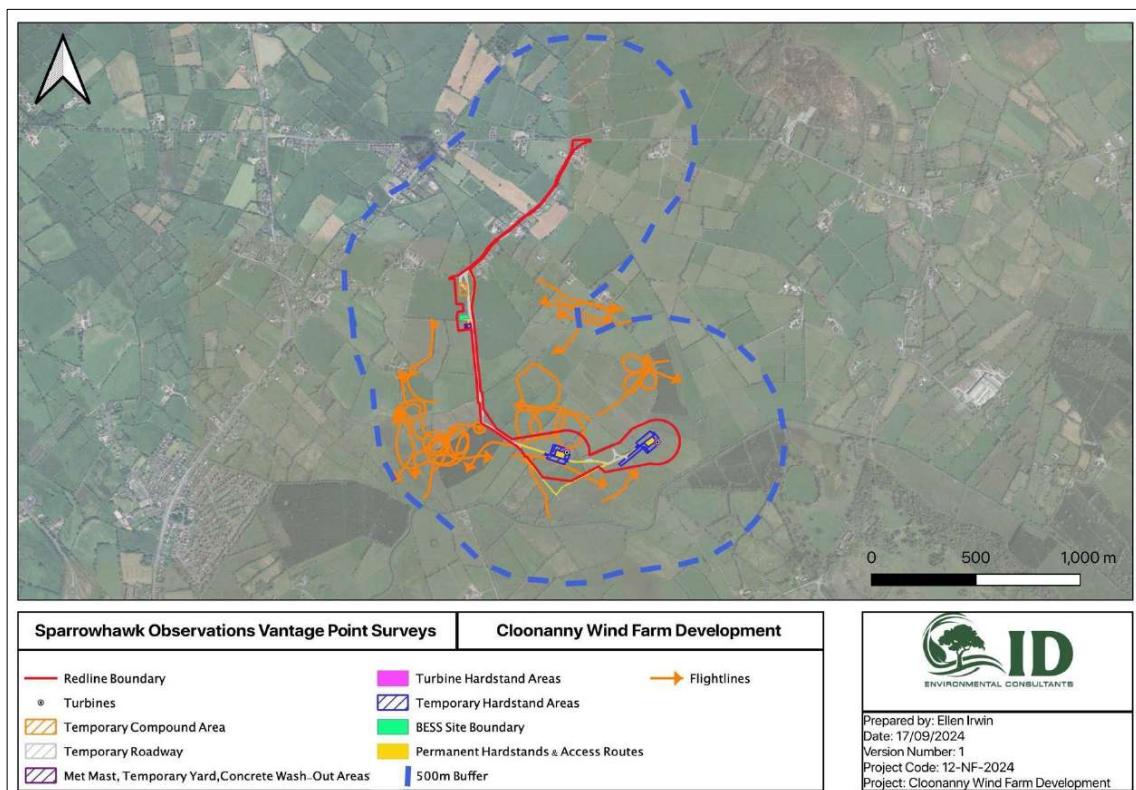 0 500 1,000 m
Sparrowhawk Observations Vantage Point Surveys
Cloonanny Wind Farm Development
Redline Boundary
Turbines
Temporary Compound Area
Temporary Roadway
Met Mast, Temporary Yard,Concrete Wash-Out Areas
Turbine Hardstand Areas
Temporary Hardstand Areas
BESS Site Boundary
Permanent Hardstands & Access Routes
500m Buffer
Flightlines
ID
ENVIRONMENTAL CONSULTANTS
Prepared by: Ellen Irwin
Date: 17/09/2024
Version Number: 1
Project Code: 12-NF-2024
Project: Cloonanny Wind Farm Development